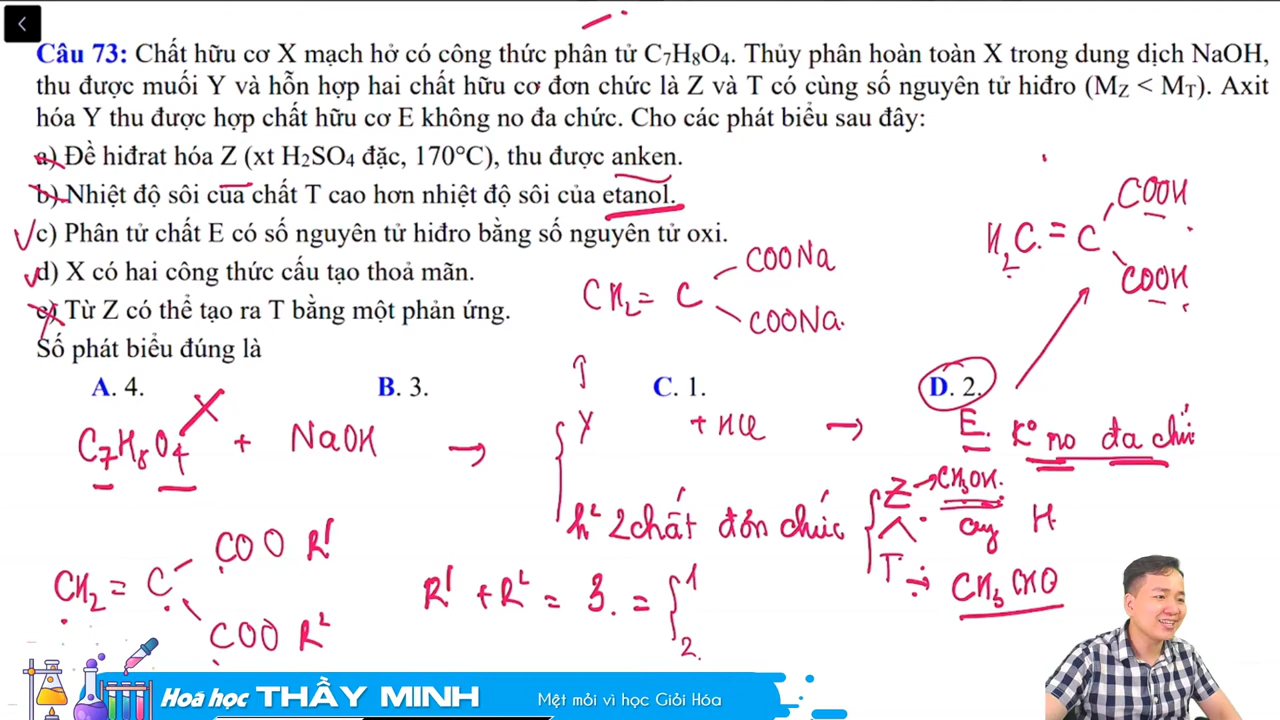 Câu 73: Chất hữu cơ X mạch hở có công thức phân tử C₇H₈O₄. Thủy phân hoàn toàn X trong dung dịch NaOH,
thu được muối Y và hỗn hợp hai chất hữu cơ đơn chức là Z và T có cùng số nguyên tử hiđro (M_Z < M_T). Axit
hóa Y thu được hợp chất hữu cơ E không no đa chức. Cho các phát biểu sau đây:
a) Đề hiđrat hóa Z (xt H₂SO₄ đặc, 170°C), thu được anken.
b) Nhiệt độ sôi của chất T cao hơn nhiệt độ sôi của etanol.
c) Phân tử chất E có số nguyên tử hiđro bằng số nguyên tử oxi.
d) X có hai công thức cấu tạo thoả mãn.
e) Từ Z có thể tạo ra T bằng một phản ứng.
Số phát biểu đúng là
A. 4. B. 3. C. 1. D. 2.
H₂C = C
COOH
COOH
CH₂ = C
COONa
COONa
C₇H₈O₄ X + NaOH →
Y + HCl → E. K° no đa chức
h² 2 chất đơn chức
Z → CH₃OH.
cùng H
T → CH₃CHO
CH₂ = C
COO R¹
COO R²
R¹ + R² = 3. =
1
2.
Hoá học THẦY MINH
Mệt mỏi vì học Giỏi Hóa